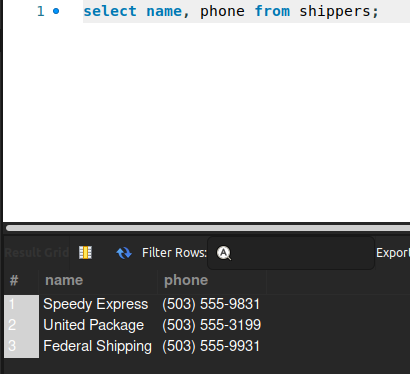 1 select name, phone from shippers;
Result Grid Filter Rows: Export
# name phone
1 Speedy Express (503) 555-9831
2 United Package (503) 555-3199
3 Federal Shipping (503) 555-9931